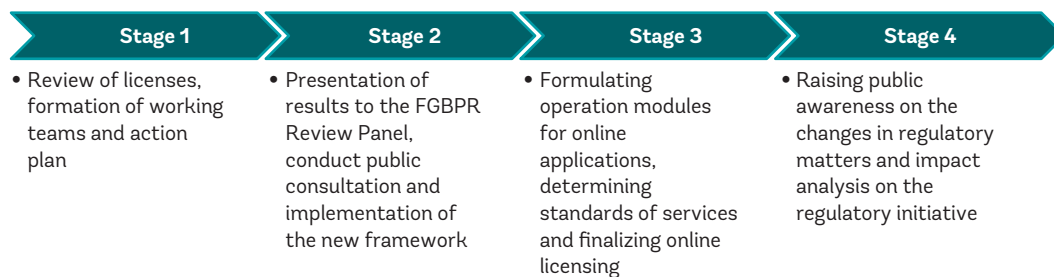 Stage 1
• Review of licenses,
formation of working
teams and action
plan
Stage 2
• Presentation of
results to the FGBPR
Review Panel,
conduct public
consultation and
implementation of
the new framework
Stage 3
• Formulating
operation modules
for online
applications,
determining
standards of services
and finalizing online
licensing
Stage 4
• Raising public
awareness on the
changes in regulatory
matters and impact
analysis on the
regulatory initiative